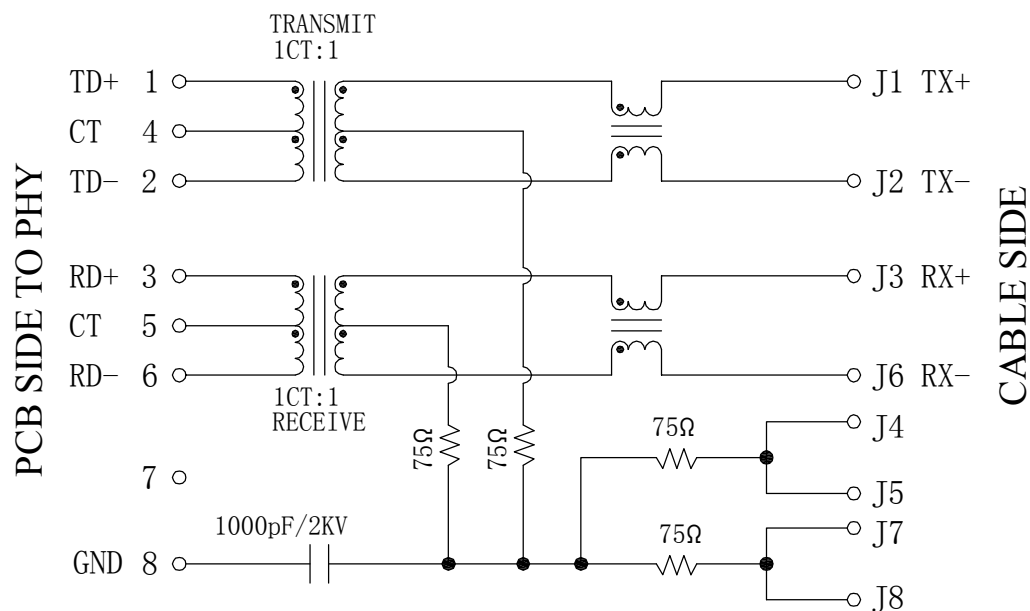 TRANSMIT
1CT:1
TD+ 1
CT 4
TD- 2
J1 TX+
J2 TX-
PCB SIDE TO PHY
CABLE SIDE
RD+ 3
CT 5
RD- 6
J3 RX+
J6 RX-
1CT:1
RECEIVE
75Ω
75Ω
75Ω
J4
J5
7
1000pF/2KV
GND 8
75Ω
J7
J8